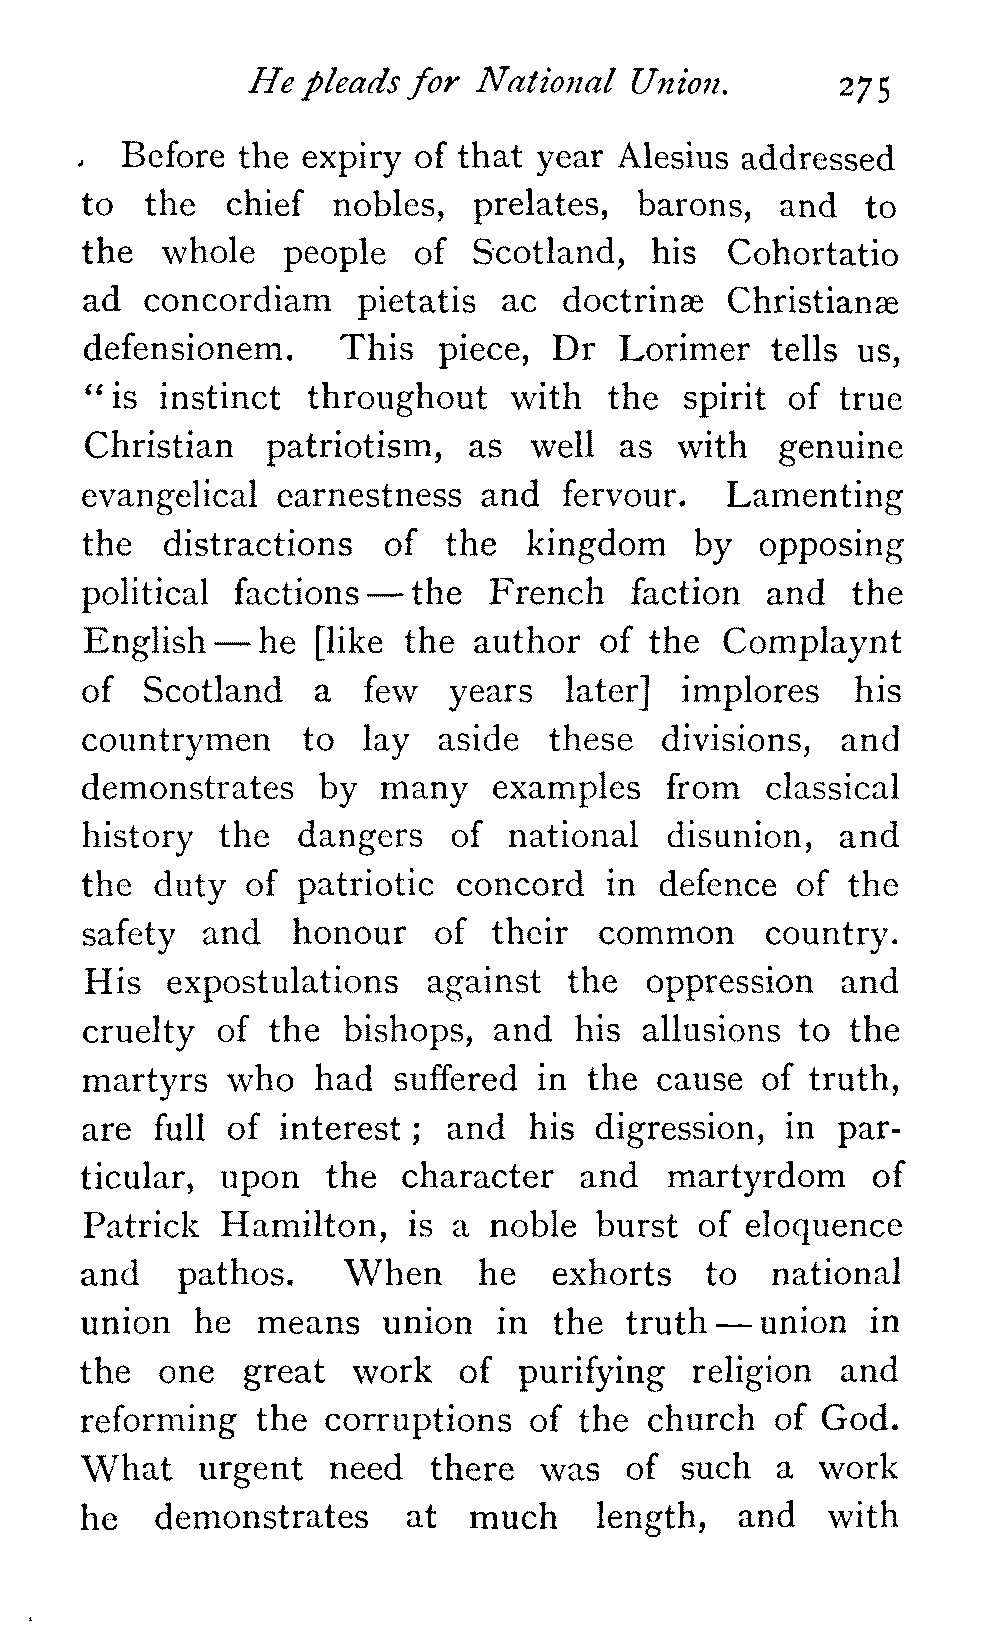 He pleads for National Union. 275
Before the expiry of that year Alesius addressed
to the chief nobles, prelates, barons, and to
the whole people of Scotland, his Cohortatio
ad concordiam pietatis ac doctrinæ Christianæ
defensionem. This piece, Dr Lorimer tells us,
“is instinct throughout with the spirit of true
Christian patriotism, as well as with genuine
evangelical earnestness and fervour. Lamenting
the distractions of the kingdom by opposing
political factions — the French faction and the
English — he [like the author of the Complaynt
of Scotland a few years later] implores his
countrymen to lay aside these divisions, and
demonstrates by many examples from classical
history the dangers of national disunion, and
the duty of patriotic concord in defence of the
safety and honour of their common country.
His expostulations against the oppression and
cruelty of the bishops, and his allusions to the
martyrs who had suffered in the cause of truth,
are full of interest ; and his digression, in par-
ticular, upon the character and martyrdom of
Patrick Hamilton, is a noble burst of eloquence
and pathos. When he exhorts to national
union he means union in the truth — union in
the one great work of purifying religion and
reforming the corruptions of the church of God.
What urgent need there was of such a work
he demonstrates at much length, and with